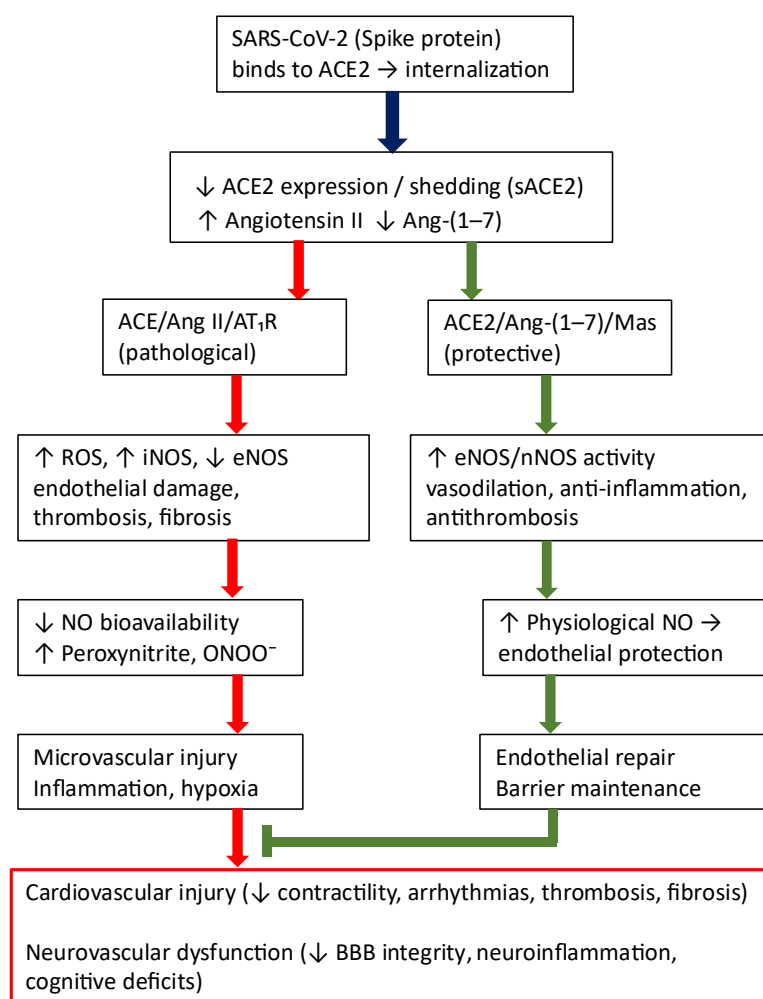 SARS-CoV-2 (Spike protein)
binds to ACE2 → internalization
↓ ACE2 expression / shedding (sACE2)
↑ Angiotensin II ↓ Ang-(1–7)
ACE/Ang II/AT₁R
(pathological)
ACE2/Ang-(1–7)/Mas
(protective)
↑ ROS, ↑ iNOS, ↓ eNOS
endothelial damage,
thrombosis, fibrosis
↑ eNOS/nNOS activity
vasodilation, anti-inflammation,
antithrombosis
↓ NO bioavailability
↑ Peroxynitrite, ONOO⁻
↑ Physiological NO →
endothelial protection
Microvascular injury
Inflammation, hypoxia
Endothelial repair
Barrier maintenance
Cardiovascular injury (↓ contractility, arrhythmias, thrombosis, fibrosis)
Neurovascular dysfunction (↓ BBB integrity, neuroinflammation,
cognitive deficits)